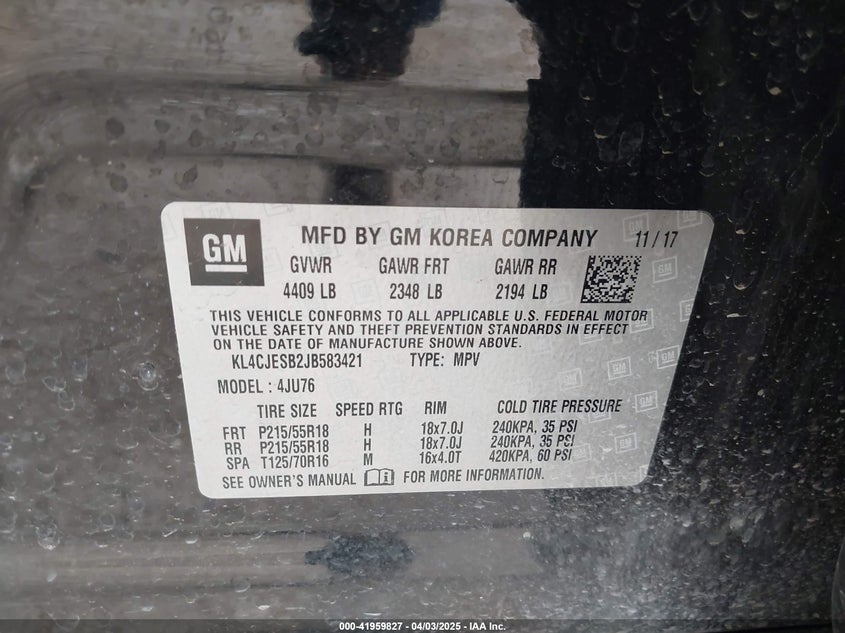 GM
MFD BY GM KOREA COMPANY 11/17
GVWR GAWR FRT GAWR RR
4409 LB 2348 LB 2194 LB
THIS VEHICLE CONFORMS TO ALL APPLICABLE U.S. FEDERAL MOTOR
VEHICLE SAFETY AND THEFT PREVENTION STANDARDS IN EFFECT
ON THE DATE OF MANUFACTURE SHOWN ABOVE.
KL4CJESB2JB583421 TYPE: MPV
MODEL : 4JU76
TIRE SIZE SPEED RTG RIM COLD TIRE PRESSURE
FRT P215/55R18 H 18x7.0J 240KPA, 35 PSI
RR P215/55R18 H 18x7.0J 240KPA, 35 PSI
SPA T125/70R16 M 16x4.0T 420KPA, 60 PSI
SEE OWNER'S MANUAL FOR MORE INFORMATION.
000-41959827 - 04/03/2025 - IAA Inc.